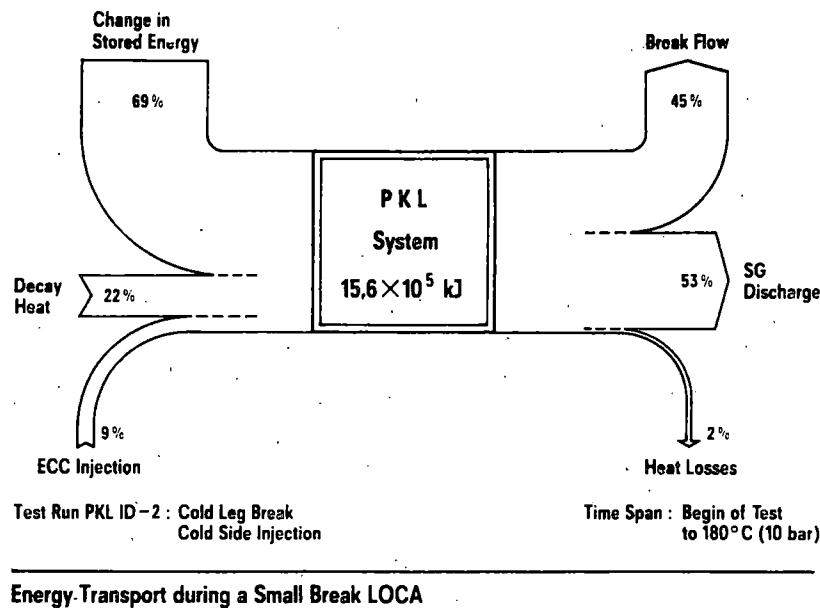 Change in
Stored Energy
69%
Break Flow
45%
PKL
System
15,6×10⁵ kJ
Decay
Heat
22%
53%
SG
Discharge
9%
ECC Injection
2%
Heat Losses
Test Run PKL ID-2 : Cold Leg Break
Cold Side Injection
Time Span : Begin of Test
to 180°C (10 bar)
Energy Transport during a Small Break LOCA